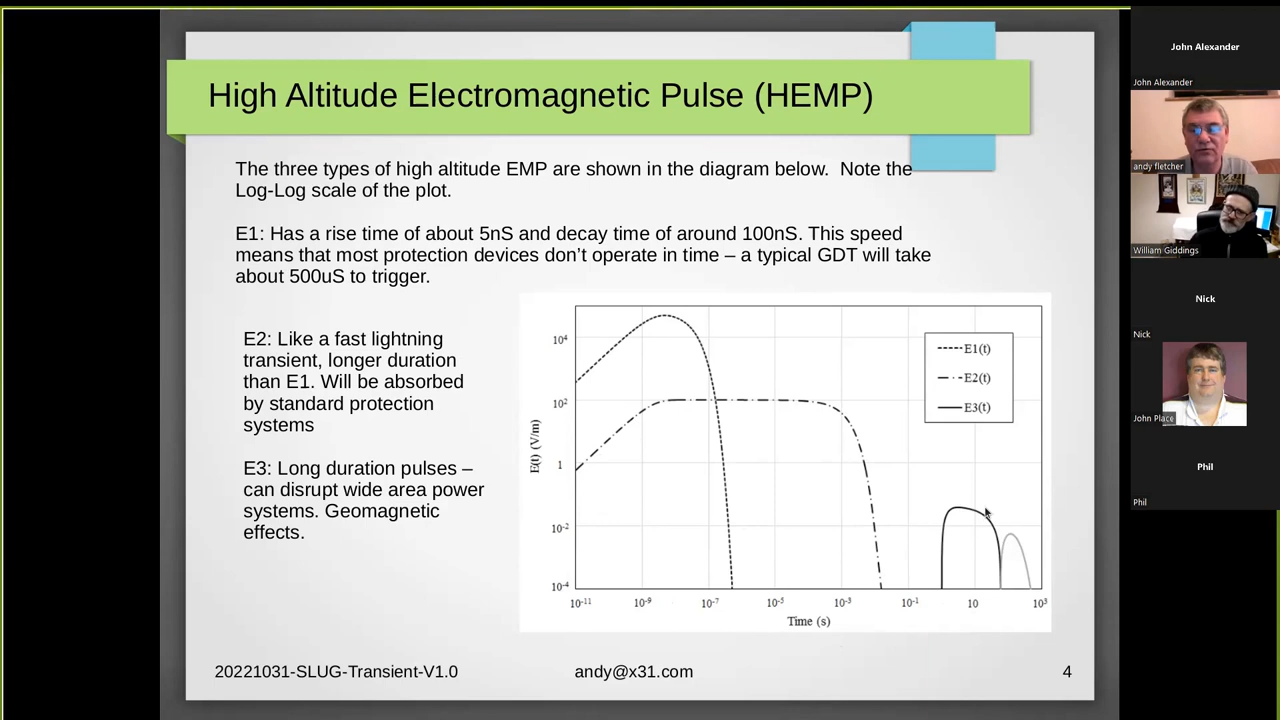 High Altitude Electromagnetic Pulse (HEMP)
The three types of high altitude EMP are shown in the diagram below.  Note the
Log-Log scale of the plot.
E1: Has a rise time of about 5nS and decay time of around 100nS. This speed
means that most protection devices don’t operate in time – a typical GDT will take
about 500uS to trigger.
E2: Like a fast lightning
transient, longer duration
than E1. Will be absorbed
by standard protection
systems
E3: Long duration pulses –
can disrupt wide area power
systems. Geomagnetic
effects.
E(t) (V/m)
10⁴
10²
1
10⁻²
10⁻⁴
E1(t)
E2(t)
E3(t)
10⁻¹¹ 10⁻⁹ 10⁻⁷ 10⁻⁵ 10⁻³ 10⁻¹ 10 10³
Time (s)
20221031-SLUG-Transient-V1.0 andy@x31.com 4
John Alexander
John Alexander
andy fletcher
William Giddings
Nick
Nick
John Place
Phil
Phil